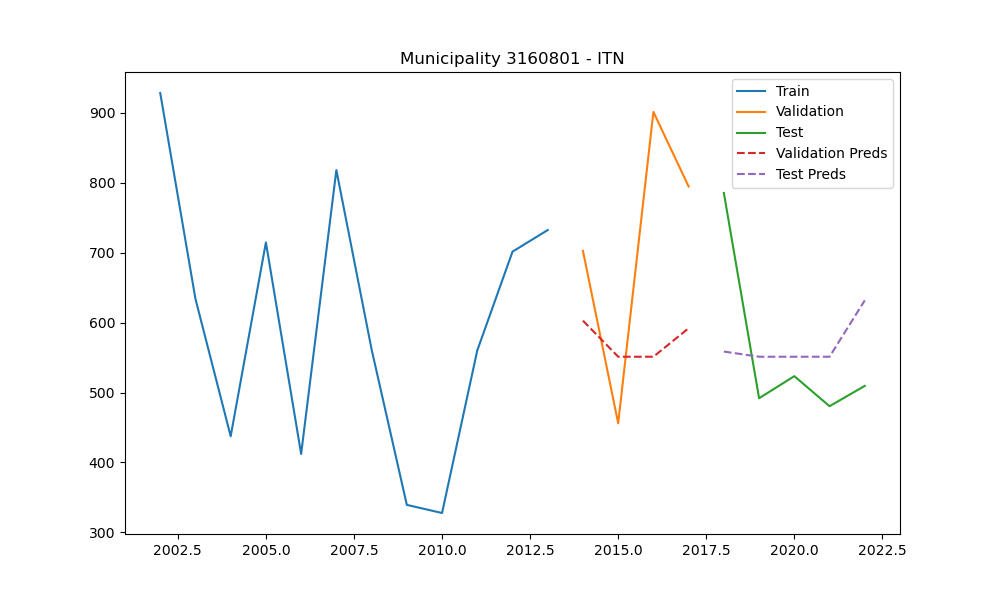 Municipality 3160801 - ITN
Train
Validation
Test
Validation Preds
Test Preds
900
800
700
600
500
400
300
2002.5 2005.0 2007.5 2010.0 2012.5 2015.0 2017.5 2020.0 2022.5